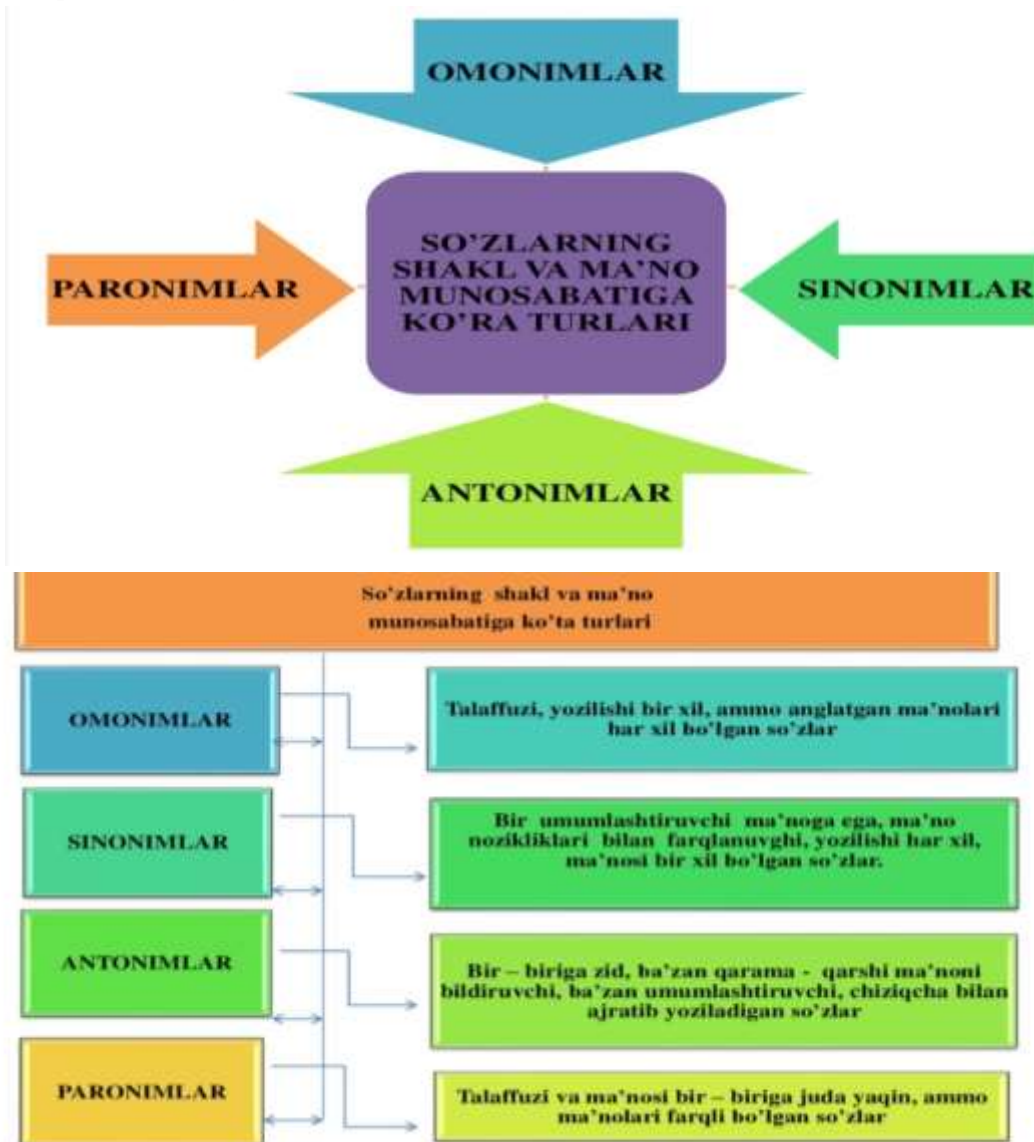 OMONIMLAR
PARONIMLAR
SO’ZLARNING
SHAKL VA MA’NO
MUNOSABATIGA
KO’RA TURLARI
SINONIMLAR
ANTONIMLAR
So’zlarning shakl va ma’no
munosabatiga ko’ta turlari
OMONIMLAR
Talaffuzi, yozilishi bir xil, ammo anglatgan ma’nolari
har xil bo’lgan so’zlar
SINONIMLAR
Bir umumlashtiruvchi ma’noga ega, ma’no
nozikliklari bilan farqlanuvghi, yozilishi har xil,
ma’nosi bir xil bo’lgan so’zlar.
ANTONIMLAR
Bir – biriga zid, ba’zan qarama - qarshi ma’noni
bildiruvchi, ba’zan umumlashtiruvchi, chiziqcha bilan
ajratib yoziladigan so’zlar
PARONIMLAR
Talaffuzi va ma’nosi bir – biriga juda yaqin, ammo
ma’nolari farqli bo’lgan so’zlar